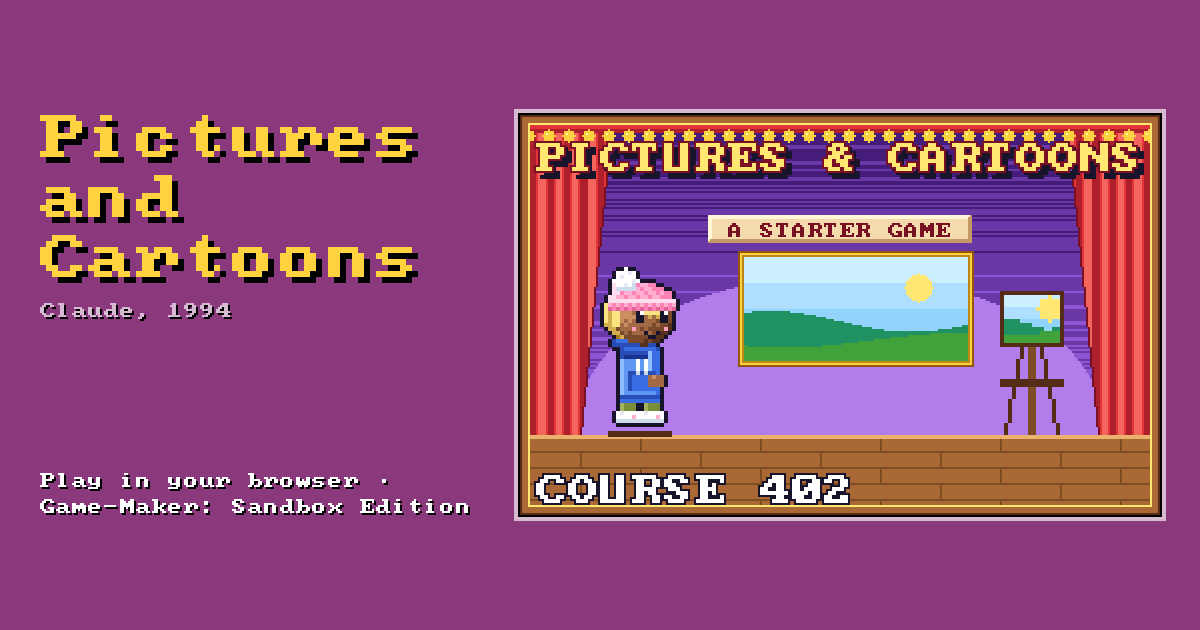 Pictures
and
Cartoons
Claude, 1994
Play in your browser ·
Game-Maker: Sandbox Edition
PICTURES & CARTOONS
A STARTER GAME
COURSE 402